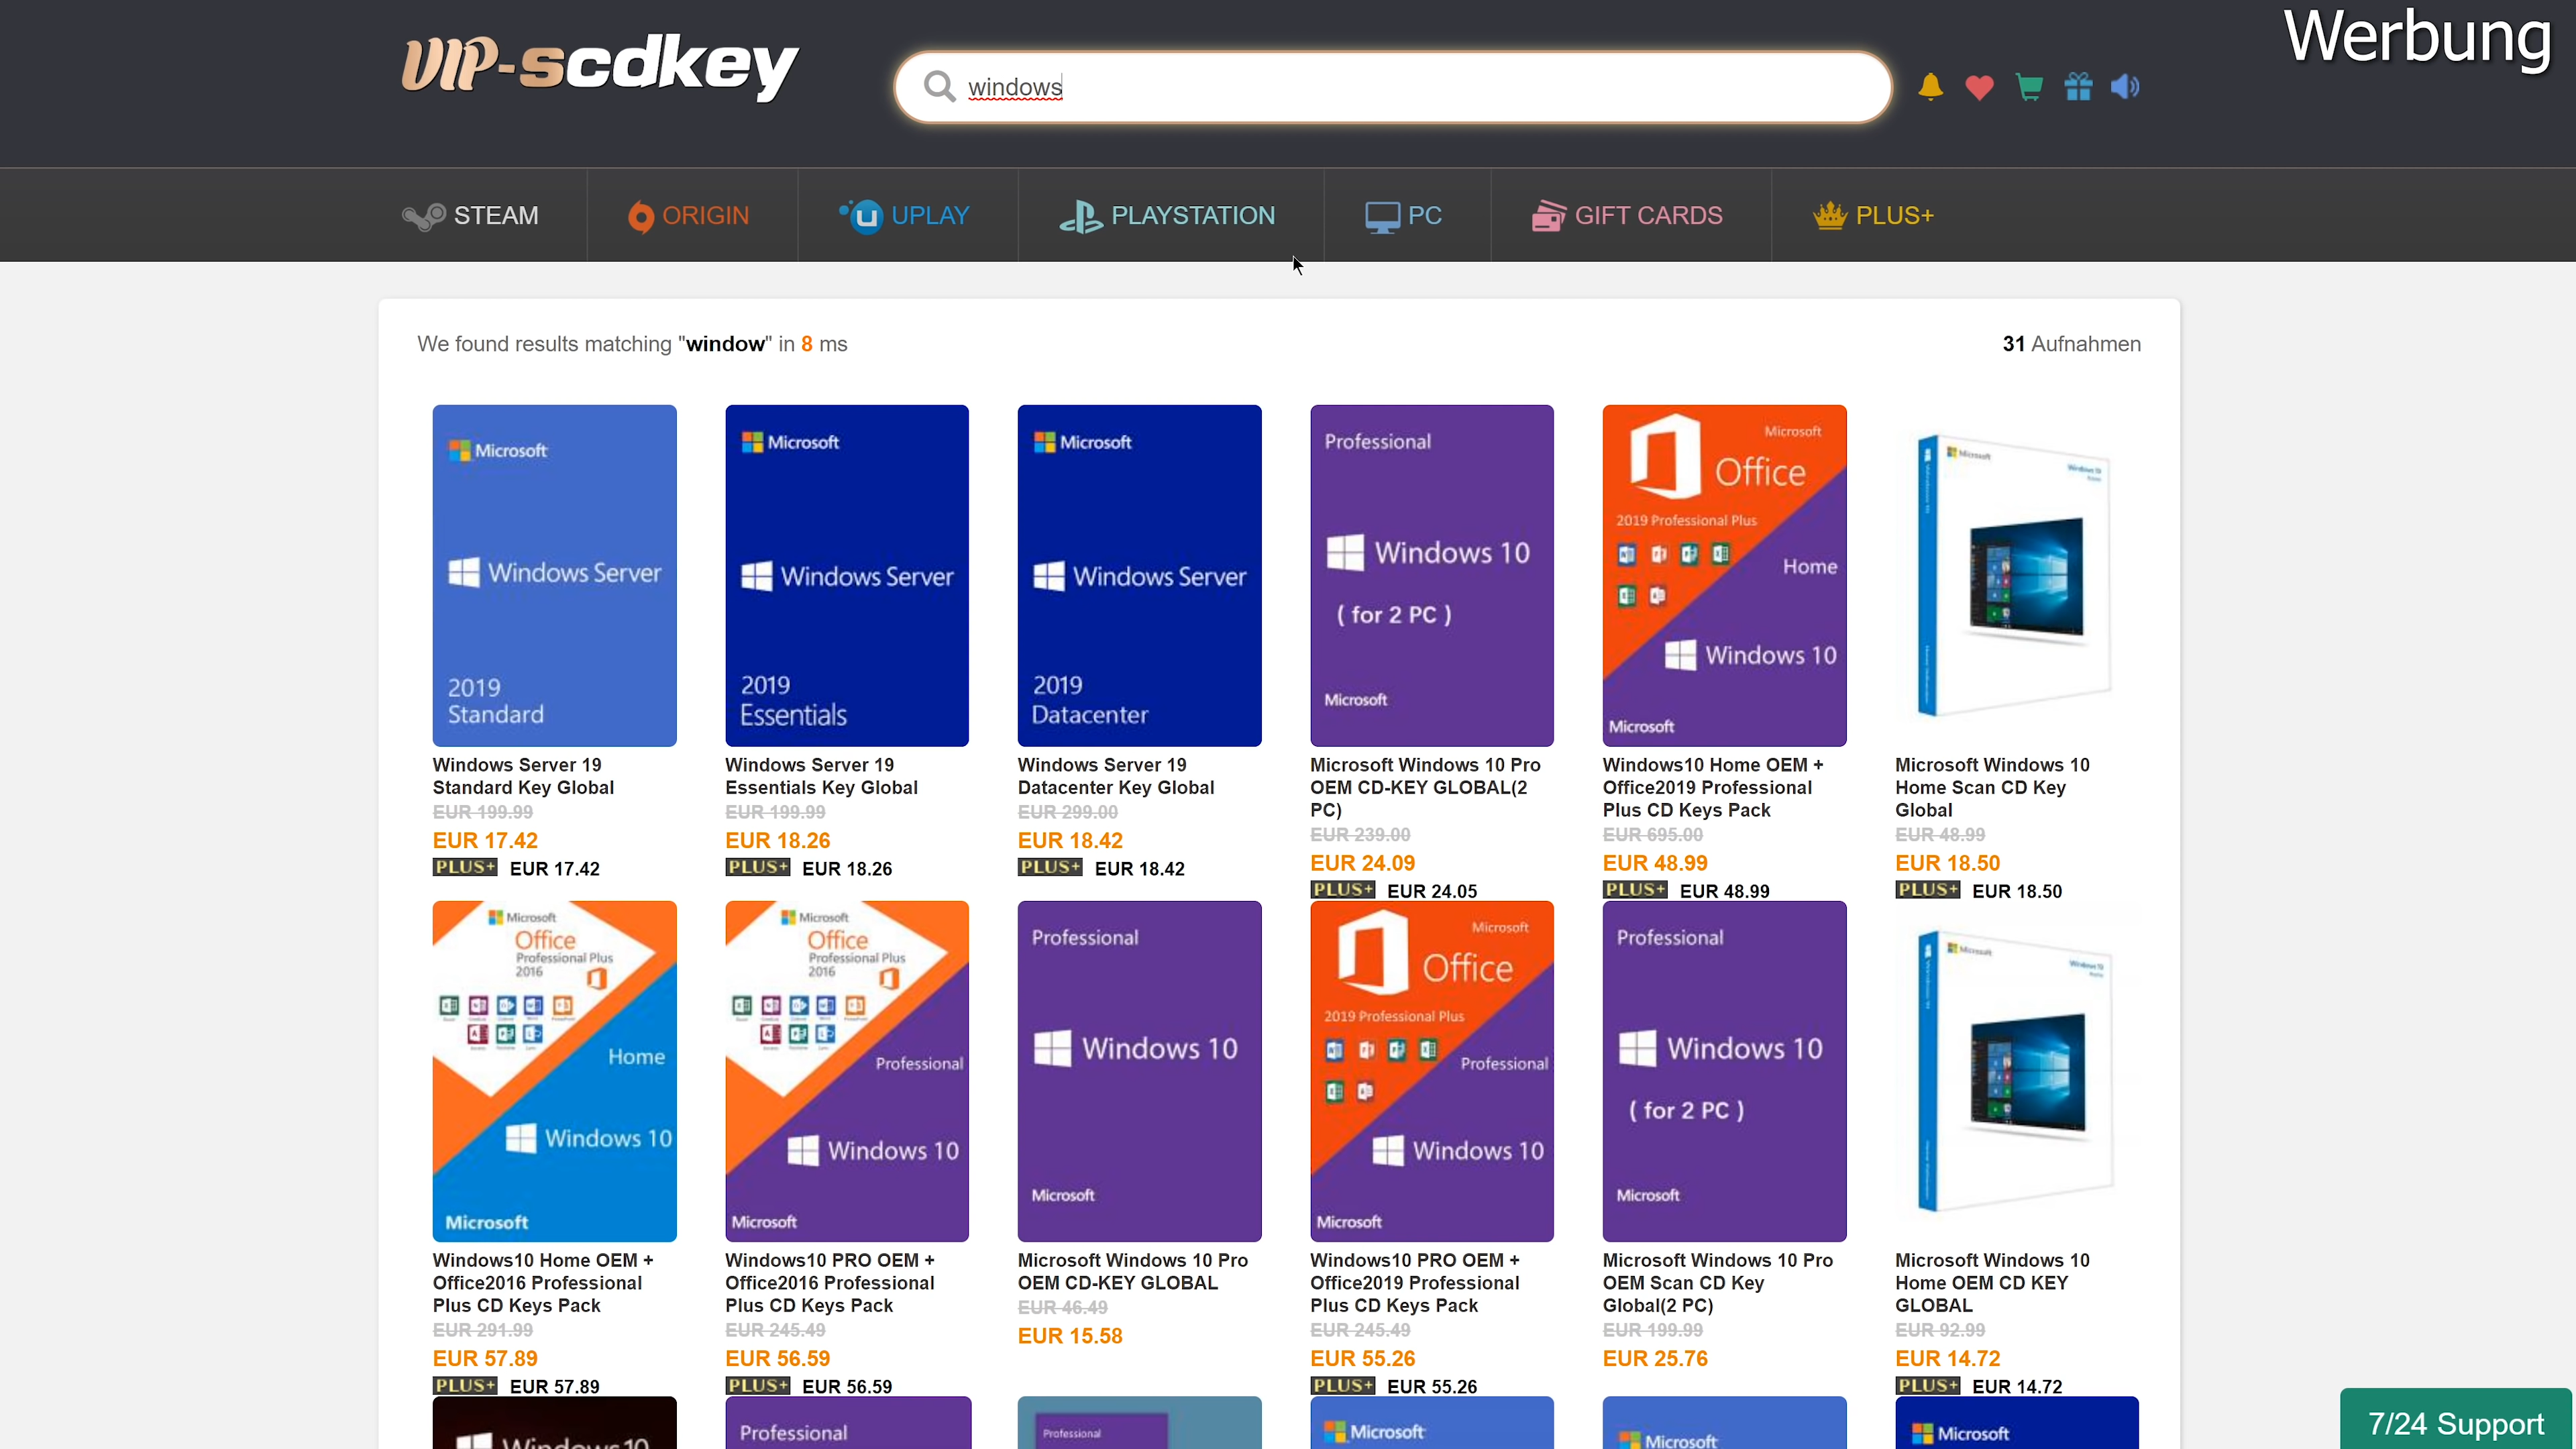 VIP-scdkey
windows
Werbung
STEAM
ORIGIN
UPLAY
PLAYSTATION
PC
GIFT CARDS
PLUS+
We found results matching "window" in 8 ms
31 Aufnahmen
Microsoft
Windows Server
2019
Standard
Microsoft
Windows Server
2019
Essentials
Microsoft
Windows Server
2019
Datacenter
Professional
Windows 10
( for 2 PC )
Microsoft
Microsoft
Office
2019 Professional Plus
Home
Windows 10
Microsoft
Microsoft
Windows Server 19
Standard Key Global
EUR 199.99
EUR 17.42
PLUS+ EUR 17.42
Windows Server 19
Essentials Key Global
EUR 199.99
EUR 18.26
PLUS+ EUR 18.26
Windows Server 19
Datacenter Key Global
EUR 299.00
EUR 18.42
PLUS+ EUR 18.42
Microsoft Windows 10 Pro
OEM CD-KEY GLOBAL(2
PC)
EUR 239.00
EUR 24.09
PLUS+ EUR 24.05
Windows10 Home OEM +
Office2019 Professional
Plus CD Keys Pack
EUR 695.00
EUR 48.99
PLUS+ EUR 48.99
Microsoft Windows 10
Home Scan CD Key
Global
EUR 48.99
EUR 18.50
PLUS+ EUR 18.50
Microsoft
Office
Professional Plus
2016
Home
Windows 10
Microsoft
Microsoft
Office
Professional Plus
2016
Professional
Windows 10
Microsoft
Professional
Windows 10
Microsoft
Microsoft
Office
2019 Professional Plus
Professional
Windows 10
Microsoft
Professional
Windows 10
( for 2 PC )
Microsoft
Microsoft
Windows10 Home OEM +
Office2016 Professional
Plus CD Keys Pack
EUR 291.99
EUR 57.89
PLUS+ EUR 57.89
Windows10 PRO OEM +
Office2016 Professional
Plus CD Keys Pack
EUR 245.49
EUR 56.59
PLUS+ EUR 56.59
Microsoft Windows 10 Pro
OEM CD-KEY GLOBAL
EUR 46.49
EUR 15.58
Windows10 PRO OEM +
Office2019 Professional
Plus CD Keys Pack
EUR 245.49
EUR 55.26
PLUS+ EUR 55.26
Microsoft Windows 10 Pro
OEM Scan CD Key
Global(2 PC)
EUR 199.99
EUR 25.76
Microsoft Windows 10
Home OEM CD KEY
GLOBAL
EUR 92.99
EUR 14.72
PLUS+ EUR 14.72
Windows 10
Professional
Professional
Microsoft
Microsoft
Microsoft
7/24 Support